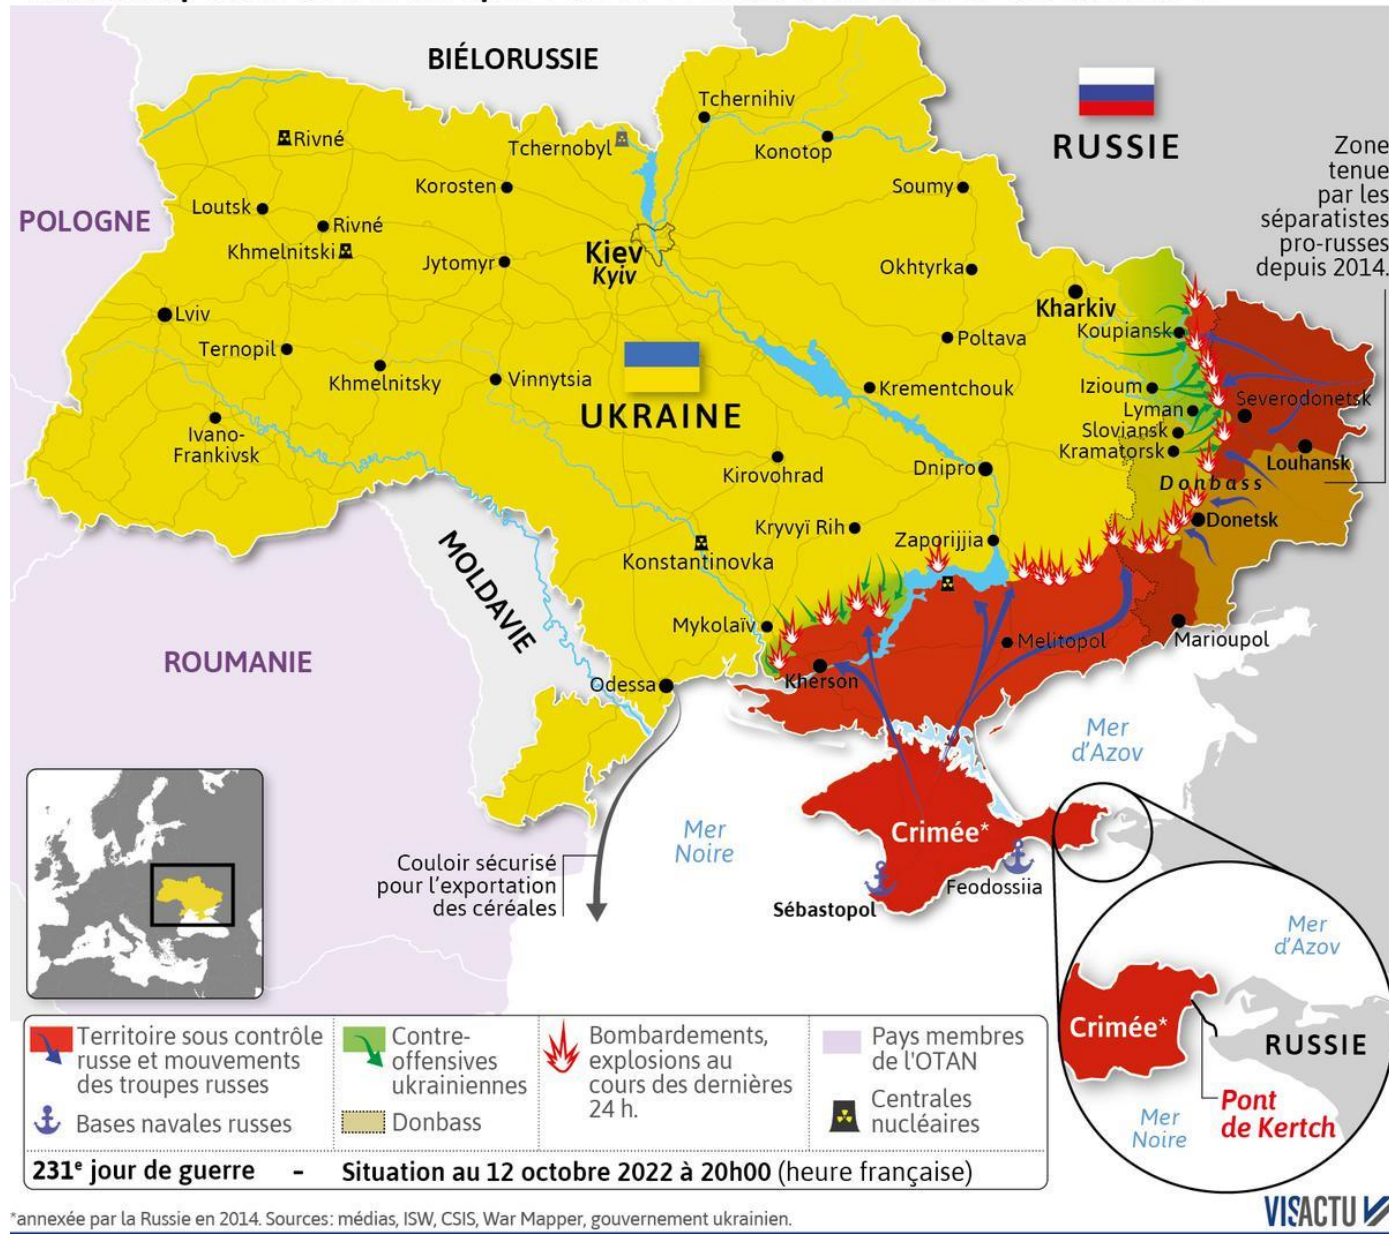 BIÉLORUSSIE
RUSSIE
POLOGNE
Tchernihiv
Rivné
Tchernobyl
Konotop
Zone
tenue
par les
séparatistes
pro-russes
depuis 2014.
Korosten
Soumy
Loutsk
Rivné
Khmelnitski
Kiev
Kyiv
Jytomyr
Okhtyrka
Kharkiv
Lviv
Koupiansk
Ternopil
Poltava
Khmelnitsky
Vinnytsia
Krementchouk
Izioum
Severodonetsk
Lyman
UKRAINE
Ivano-
Frankivsk
Sloviansk
Kramatorsk
Louhansk
Kirovohrad
Dnipro
Donbass
Kryvyï Rih
Donetsk
Zaporijjia
Konstantinovka
MOLDAVIE
Mykolaïv
Melitopol
Marioupol
ROUMANIE
Odessa
Kherson
Mer
d'Azov
Mer
Noire
Crimée*
Couloir sécurisé
pour l'exportation
des céréales
Feodossiia
Sébastopol
Mer
d'Azov
Crimée*
RUSSIE
Mer
Noire
Pont
de Kertch
Territoire sous contrôle
russe et mouvements
des troupes russes
Bases navales russes
Contre-
offensives
ukrainiennes
Donbass
Bombardements,
explosions au
cours des dernières
24 h.
Pays membres
de l'OTAN
Centrales
nucléaires
231e jour de guerre - Situation au 12 octobre 2022 à 20h00 (heure française)
*annexée par la Russie en 2014. Sources: médias, ISW, CSIS, War Mapper, gouvernement ukrainien.
VISACTU